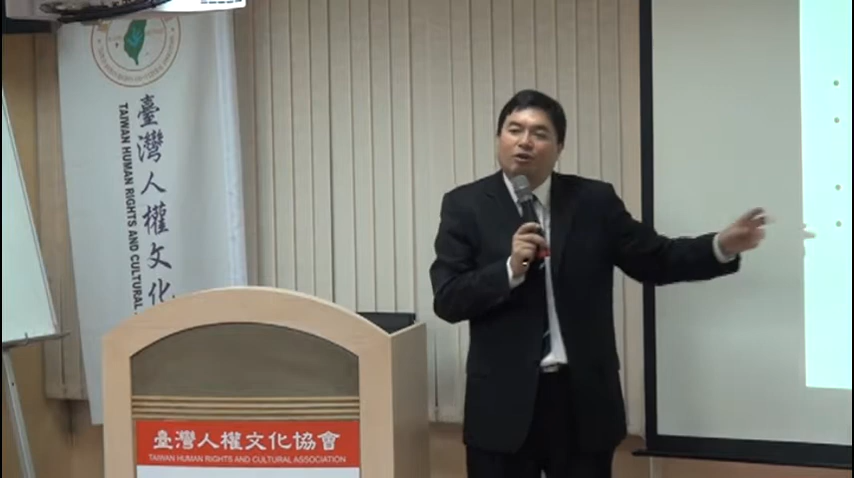 臺灣人權文化
TAIWAN HUMAN RIGHTS AND CULTURAL
臺灣人權文化協會
TAIWAN HUMAN RIGHTS AND CULTURAL ASSOCIATION